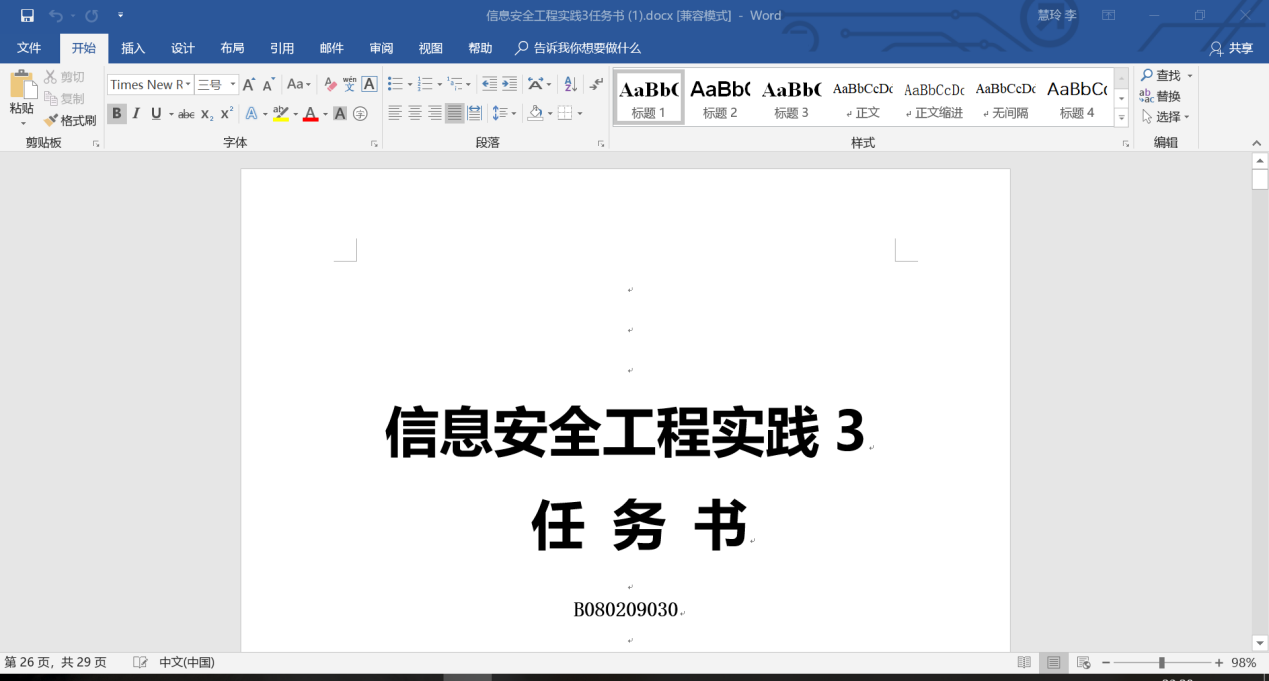 信息安全工程实践3任务书 (1).docx [兼容模式] - Word
慧玲 李
文件 开始 插入 设计 布局 引用 邮件 审阅 视图 帮助 告诉我你想要做什么 共享
粘贴
剪切
复制
格式刷
剪贴板
Times New R 三号 A A Aa wén 文 A
B I U abc X₂ X² A ab A A 字
字体
段落
AaBbC AaBbC AaBbC AaBbCcDc AaBbCcDc AaBbCcDc AaBbC
标题 1 标题 2 标题 3 正文 正文缩进 无间隔 标题 4
样式
查找
替换
选择
编辑
信息安全工程实践 3
任 务 书
B080209030
第 26 页，共 29 页 中文(中国) 98%